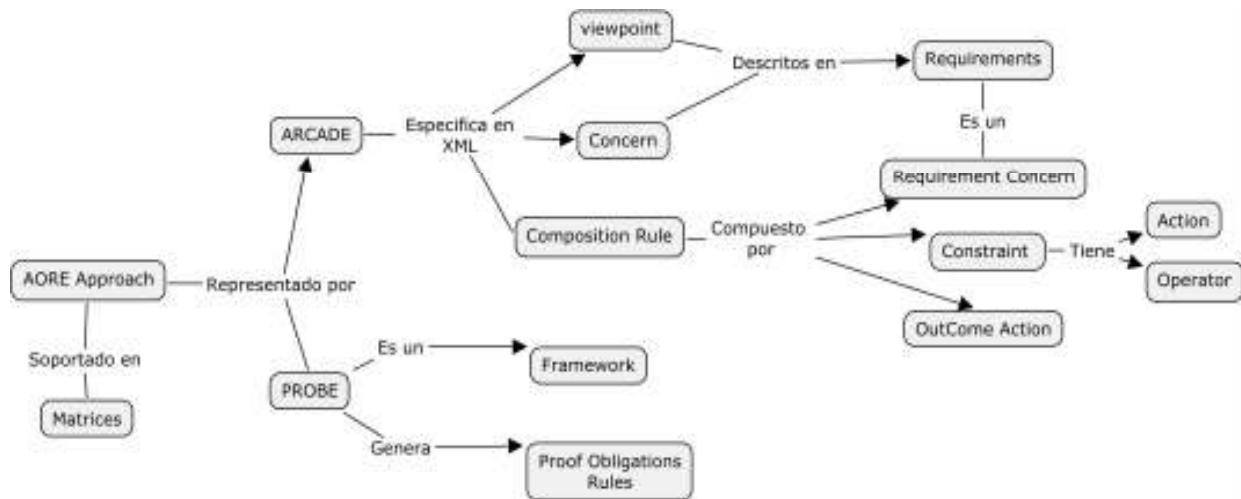 viewpoint
Requirements
Descritos en
Especifica en
XML
ARCADE
Concern
Es un
Requirement Concern
Composition Rule
Compuesto
por
Action
Constraint
Tiene
Operator
AORE Approach
Representado por
OutCome Action
Soportado en
Es un
Framework
PROBE
Matrices
Genera
Proof Obligations
Rules